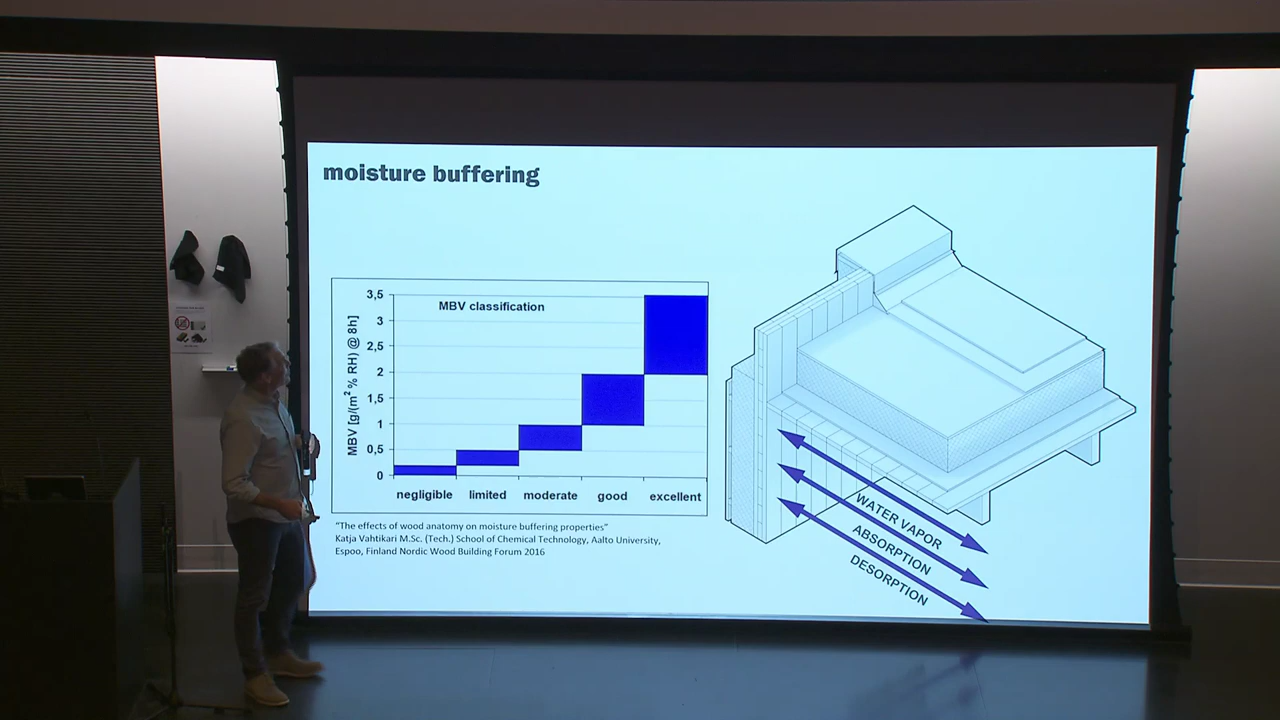 moisture buffering
MBV classification
MBV [g/(m² % RH) @ 8h]
3,5
3
2,5
2
1,5
1
0,5
0
negligible limited moderate good excellent
"The effects of wood anatomy on moisture buffering properties"
Katja Vahtikari M.Sc. (Tech.) School of Chemical Technology, Aalto University,
Espoo, Finland Nordic Wood Building Forum 2016
WATER VAPOR
ABSORPTION
DESORPTION